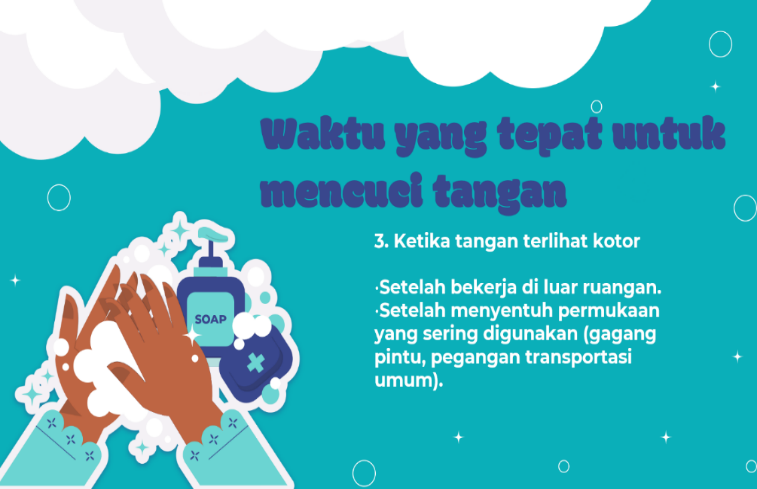 Waktu yang tepat untuk
mencuci tangan
3. Ketika tangan terlihat kotor
·Setelah bekerja di luar ruangan.
·Setelah menyentuh permukaan
yang sering digunakan (gagang
pintu, pegangan transportasi
umum).
SOAP